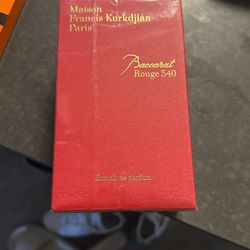 Maison
Francis Kurkdjian
Paris
Baccarat
Rouge 540
Extrait de parfum